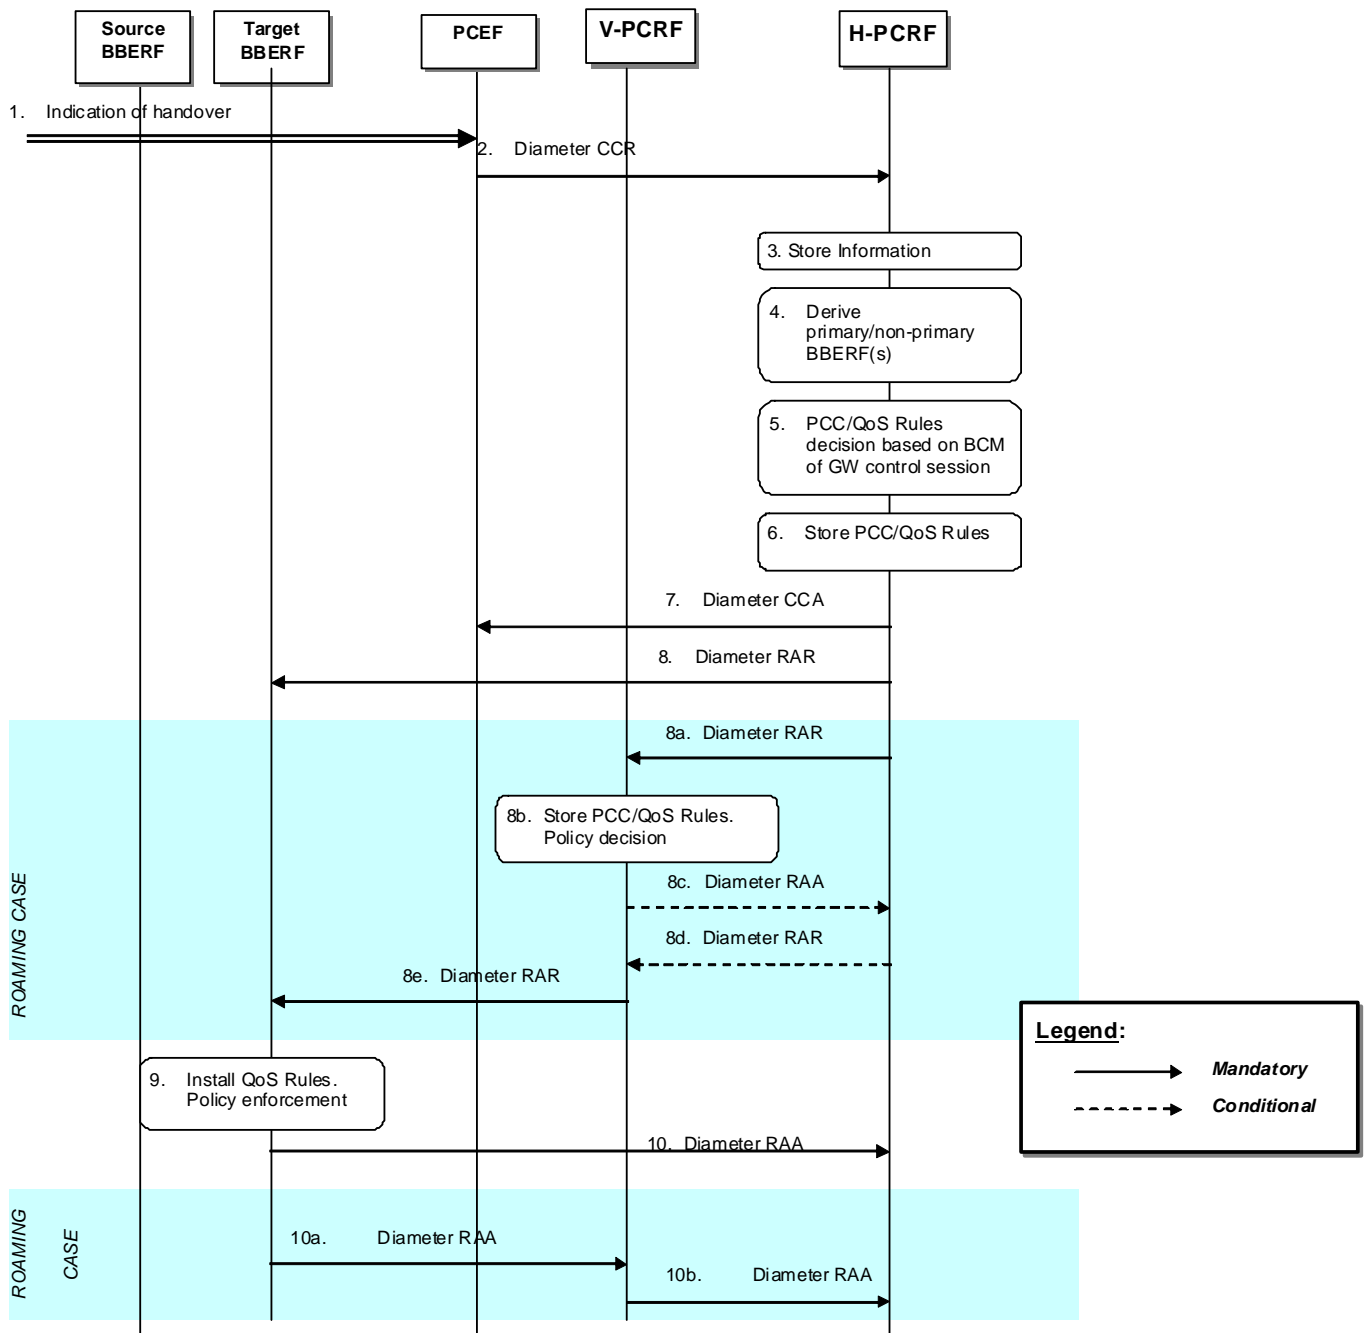 Source
BBERF
Target
BBERF
PCEF
V-PCRF
H-PCRF
1. Indication of handover
2. Diameter CCR
3. Store Information
4. Derive
primary/non-primary
BBERF(s)
5. PCC/QoS Rules
decision based on BCM
of GW control session
6. Store PCC/QoS Rules
7. Diameter CCA
8. Diameter RAR
8a. Diameter RAR
8b. Store PCC/QoS Rules.
Policy decision
8c. Diameter RAA
8d. Diameter RAR
8e. Diameter RAR
ROAMING CASE
Legend:
Mandatory
Conditional
9. Install QoS Rules.
Policy enforcement
10. Diameter RAA
ROAMING
CASE
10a. Diameter RAA
10b. Diameter RAA